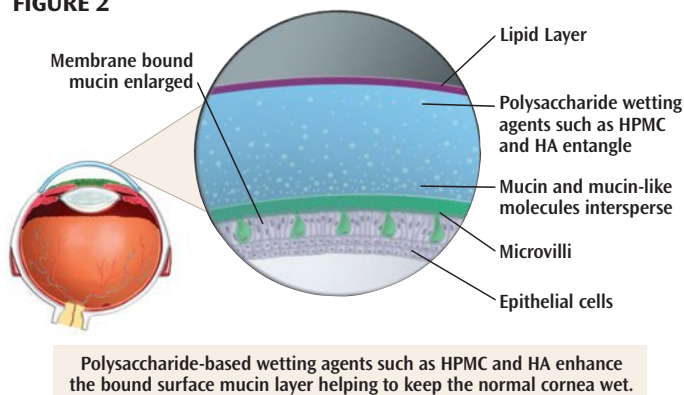 FIGURE 2
Membrane bound
mucin enlarged
Lipid Layer
Polysaccharide wetting
agents such as HPMC
and HA entangle
Mucin and mucin-like
molecules intersperse
Microvilli
Epithelial cells
Polysaccharide-based wetting agents such as HPMC and HA enhance
the bound surface mucin layer helping to keep the normal cornea wet.